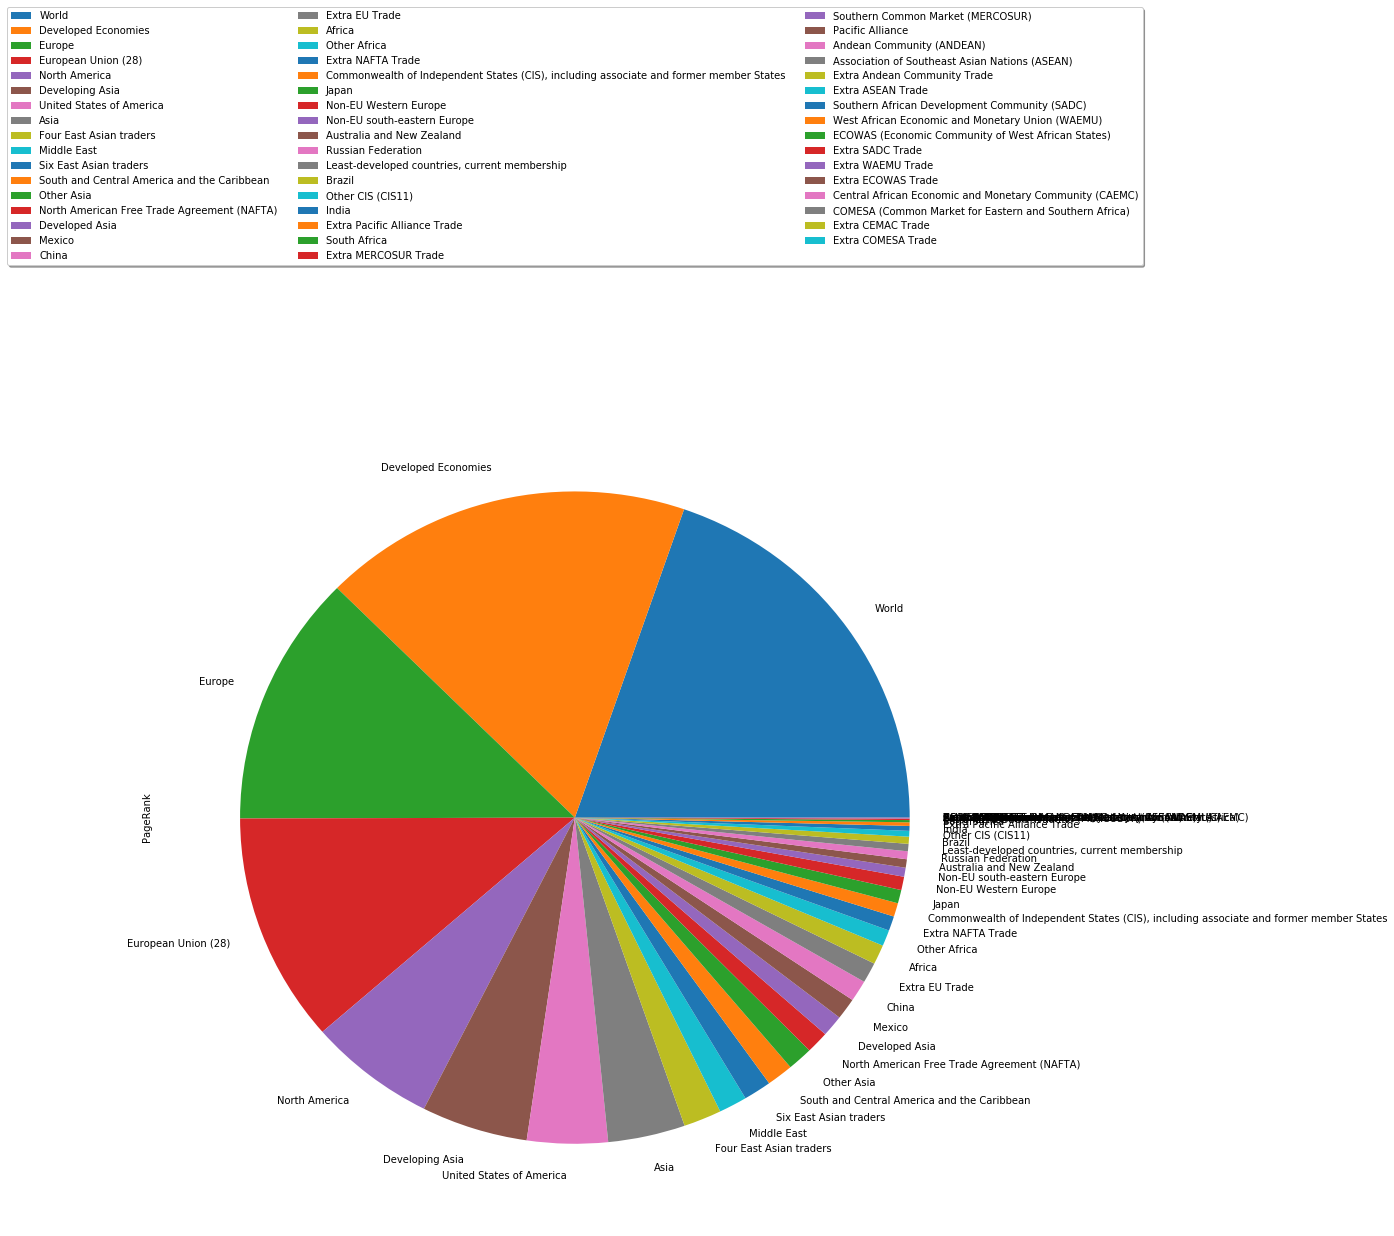 World
Developed Economies
Europe
European Union (28)
North America
Developing Asia
United States of America
Asia
Four East Asian traders
Middle East
Six East Asian traders
South and Central America and the Caribbean
Other Asia
North American Free Trade Agreement (NAFTA)
Developed Asia
Mexico
China
Extra EU Trade
Africa
Other Africa
Extra NAFTA Trade
Commonwealth of Independent States (CIS), including associate and former member States
Japan
Non-EU Western Europe
Non-EU south-eastern Europe
Australia and New Zealand
Russian Federation
Least-developed countries, current membership
Brazil
Other CIS (CIS11)
India
Extra Pacific Alliance Trade
South Africa
Extra MERCOSUR Trade
Southern Common Market (MERCOSUR)
Pacific Alliance
Andean Community (ANDEAN)
Association of Southeast Asian Nations (ASEAN)
Extra Andean Community Trade
Extra ASEAN Trade
Southern African Development Community (SADC)
West African Economic and Monetary Union (WAEMU)
ECOWAS (Economic Community of West African States)
Extra SADC Trade
Extra WAEMU Trade
Extra ECOWAS Trade
Central African Economic and Monetary Community (CAEMC)
COMESA (Common Market for Eastern and Southern Africa)
Extra CEMAC Trade
Extra COMESA Trade
Developed Economies
World
Europe
PageRank
European Union (28)
North America
Developing Asia
United States of America
Asia
Four East Asian traders
Middle East
Six East Asian traders
South and Central America and the Caribbean
Other Asia
North American Free Trade Agreement (NAFTA)
Developed Asia
Mexico
China
Extra EU Trade
Africa
Other Africa
Extra NAFTA Trade
Commonwealth of Independent States (CIS), including associate and former member States
Japan
Non-EU Western Europe
Non-EU south-eastern Europe
Australia and New Zealand
Russian Federation
Least-developed countries, current membership
Brazil
Other CIS (CIS11)
India
Extra Pacific Alliance Trade